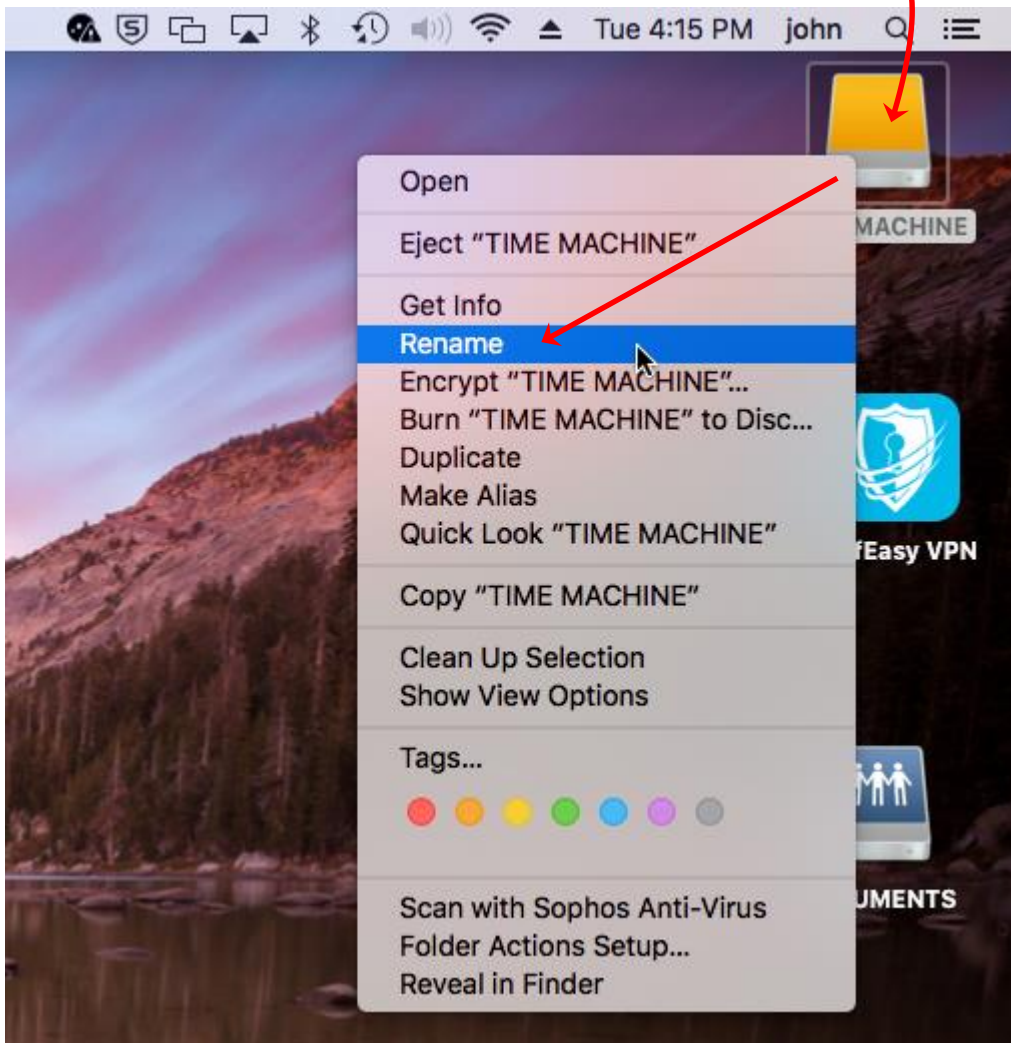 Tue 4:15 PM john
MACHINE
Open
Eject “TIME MACHINE”
Get Info
Rename
Encrypt “TIME MACHINE”...
Burn “TIME MACHINE” to Disc...
Duplicate
Make Alias
Quick Look “TIME MACHINE”
fEasy VPN
Copy “TIME MACHINE”
Clean Up Selection
Show View Options
Tags...
UMENTS
Scan with Sophos Anti-Virus
Folder Actions Setup...
Reveal in Finder